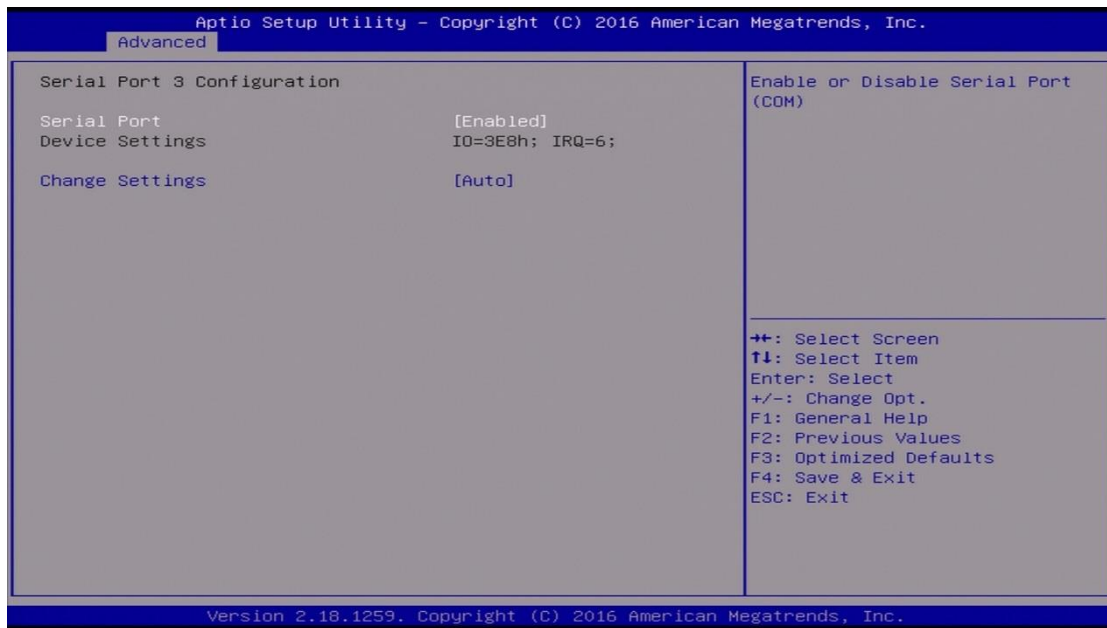 Aptio Setup Utility – Copyright (C) 2016 American Megatrends, Inc.
Advanced
Serial Port 3 Configuration
Serial Port [Enabled]
Device Settings IO=3E8h; IRQ=6;
Change Settings [Auto]
Enable or Disable Serial Port
(COM)
→←: Select Screen
↑↓: Select Item
Enter: Select
+/-: Change Opt.
F1: General Help
F2: Previous Values
F3: Optimized Defaults
F4: Save & Exit
ESC: Exit
Version 2.18.1259. Copyright (C) 2016 American Megatrends, Inc.